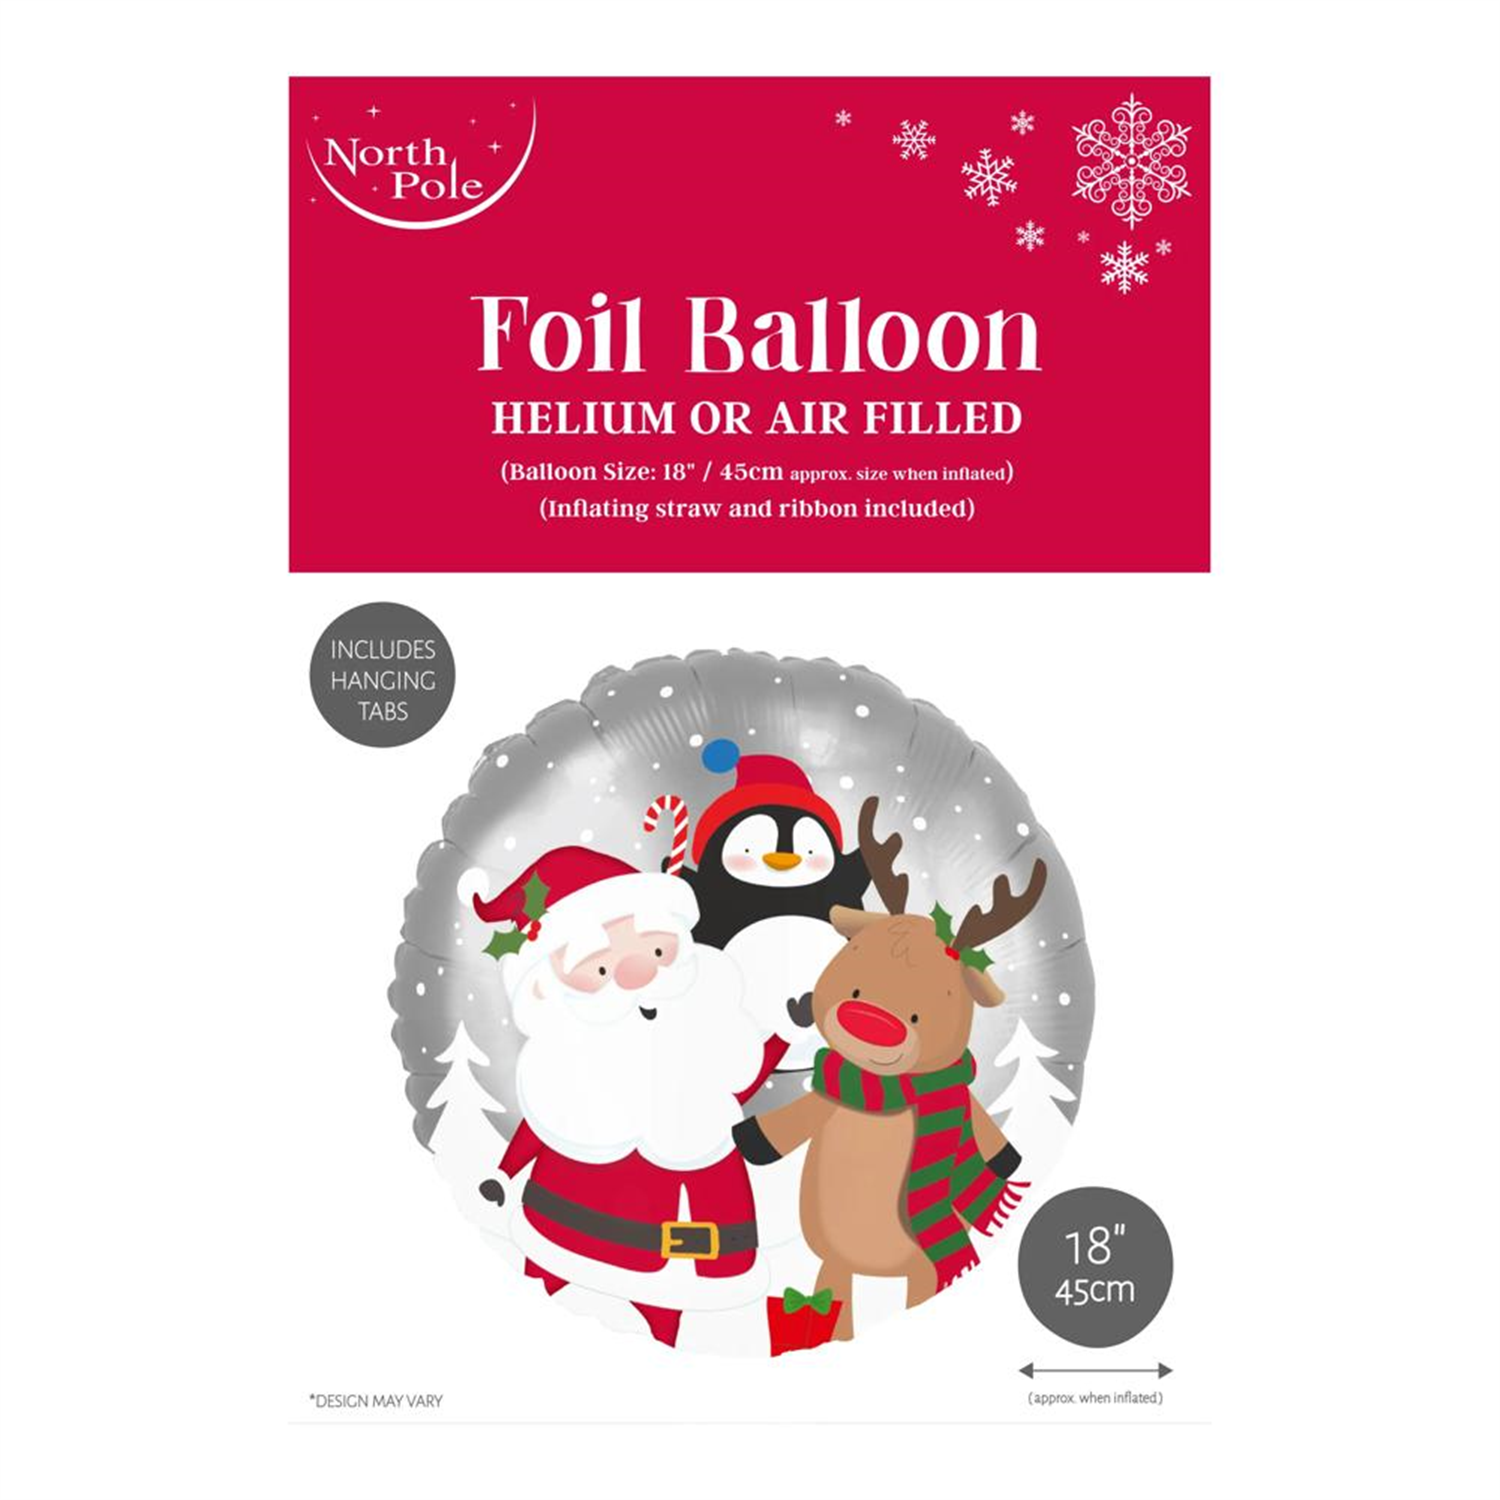 North
Pole
Foil Balloon
HELIUM OR AIR FILLED
(Balloon Size: 18" / 45cm approx. size when inflated)
(Inflating straw and ribbon included)
INCLUDES
HANGING
TABS
18"
45cm
(approx. when inflated)
*DESIGN MAY VARY